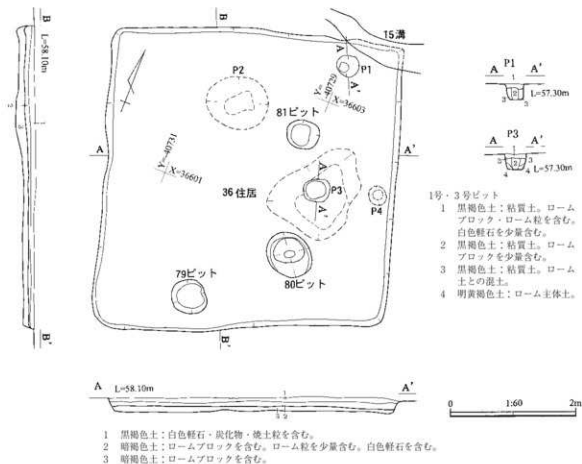 B
L=58.10m
B'
B
15溝
A
P1
A'
P2
Y=-40729
X=36603
81ピット
Y=-40731
X=36601
A
A'
36住居
A
P3
A'
P4
80ピット
79ピット
B'
P1
A A'
L=57.30m
3 2 3
P3
A A'
L=57.30m
3 2 3
4 4
1号・3号ピット
1 黒褐色土：粘質土。ローム
ブロック・ローム粒を含む。
白色軽石を少量含む。
2 黒褐色土：粘質土。ローム
ブロックを少量含む。
3 黒褐色土：粘質土。ローム
土との混土。
4 明黄褐色土：ローム主体土。
A L=58.10m A'
1
0 1:60 2m
1 黒褐色土：白色軽石・炭化物・焼土粒を含む。
2 暗褐色土：ロームブロックを含む。ローム粒を少量含む。白色軽石を含む。
3 暗褐色土：ロームブロックを含む。